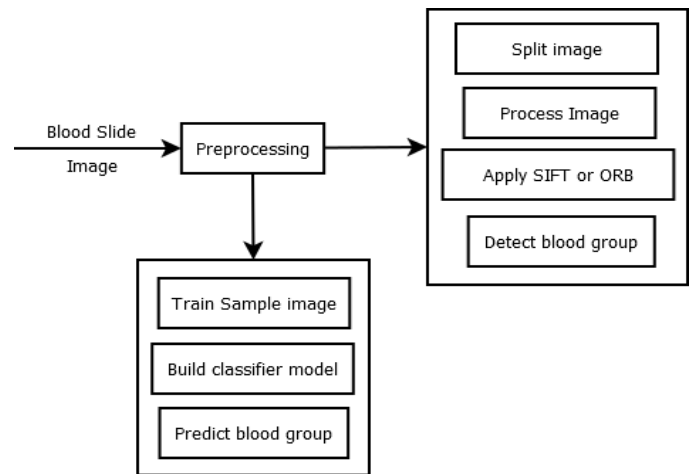 Blood Slide
Image
Preprocessing
Split image
Process Image
Apply SIFT or ORB
Detect blood group
Train Sample image
Build classifier model
Predict blood group